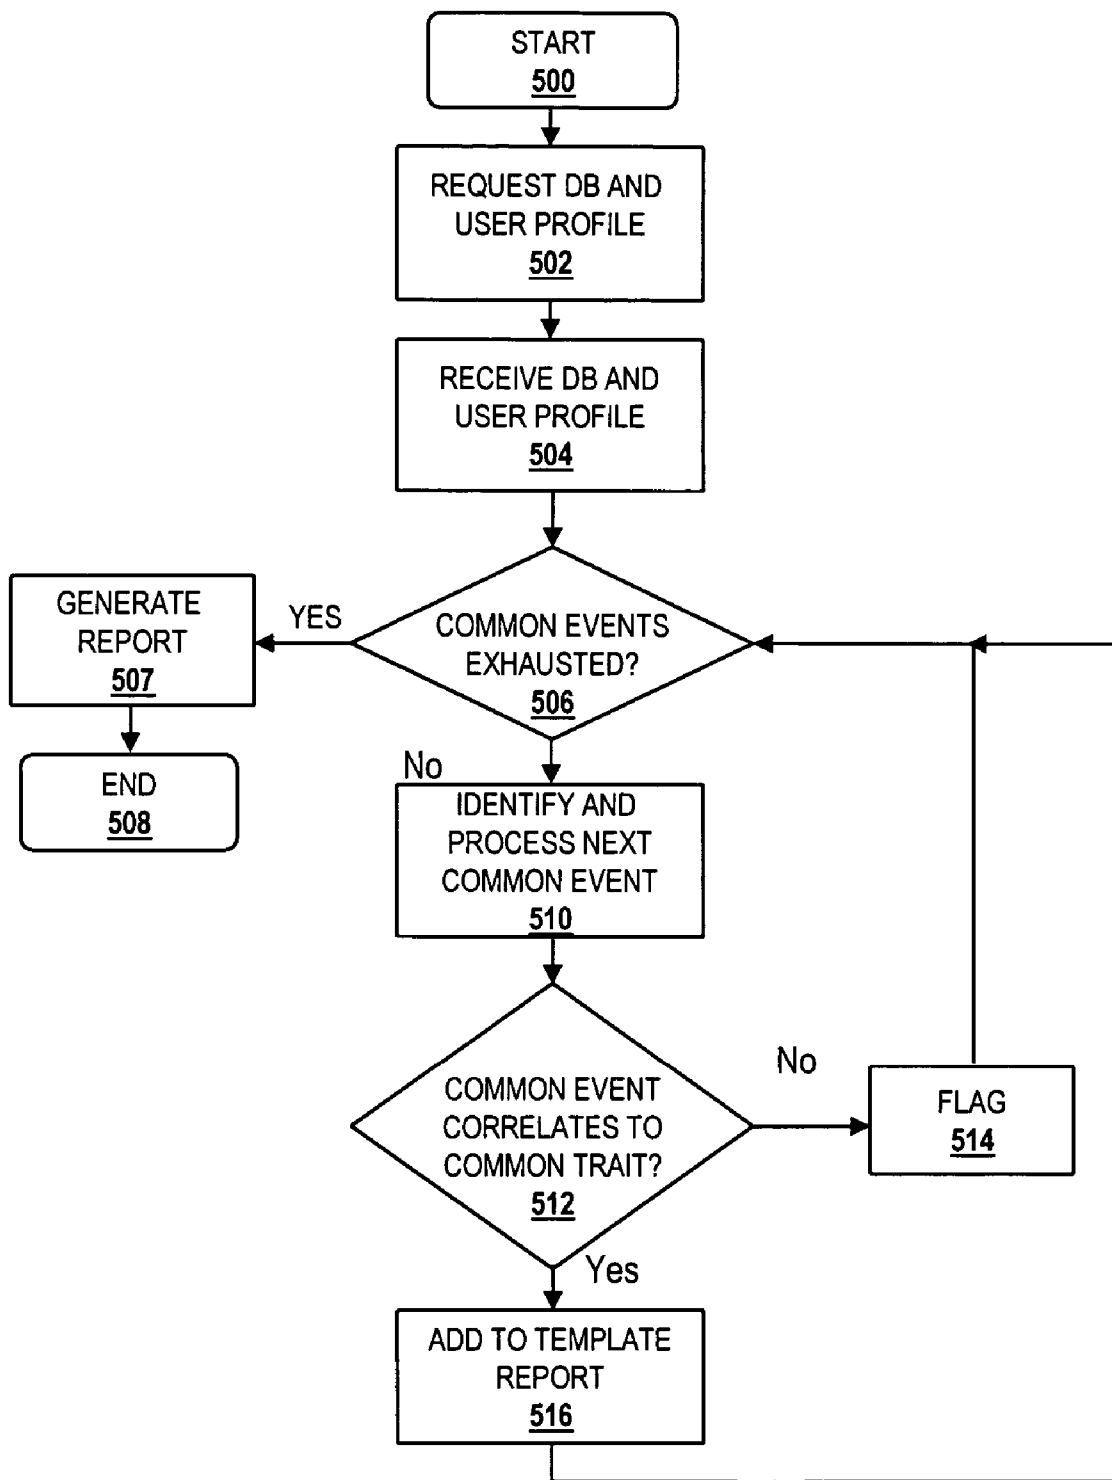 START
500
REQUEST DB AND
USER PROFILE
502
RECEIVE DB AND
USER PROFILE
504
GENERATE
REPORT
507
YES
COMMON EVENTS
EXHAUSTED?
506
END
508
No
IDENTIFY AND
PROCESS NEXT
COMMON EVENT
510
COMMON EVENT
CORRELATES TO
COMMON TRAIT?
512
No
FLAG
514
Yes
ADD TO TEMPLATE
REPORT
516